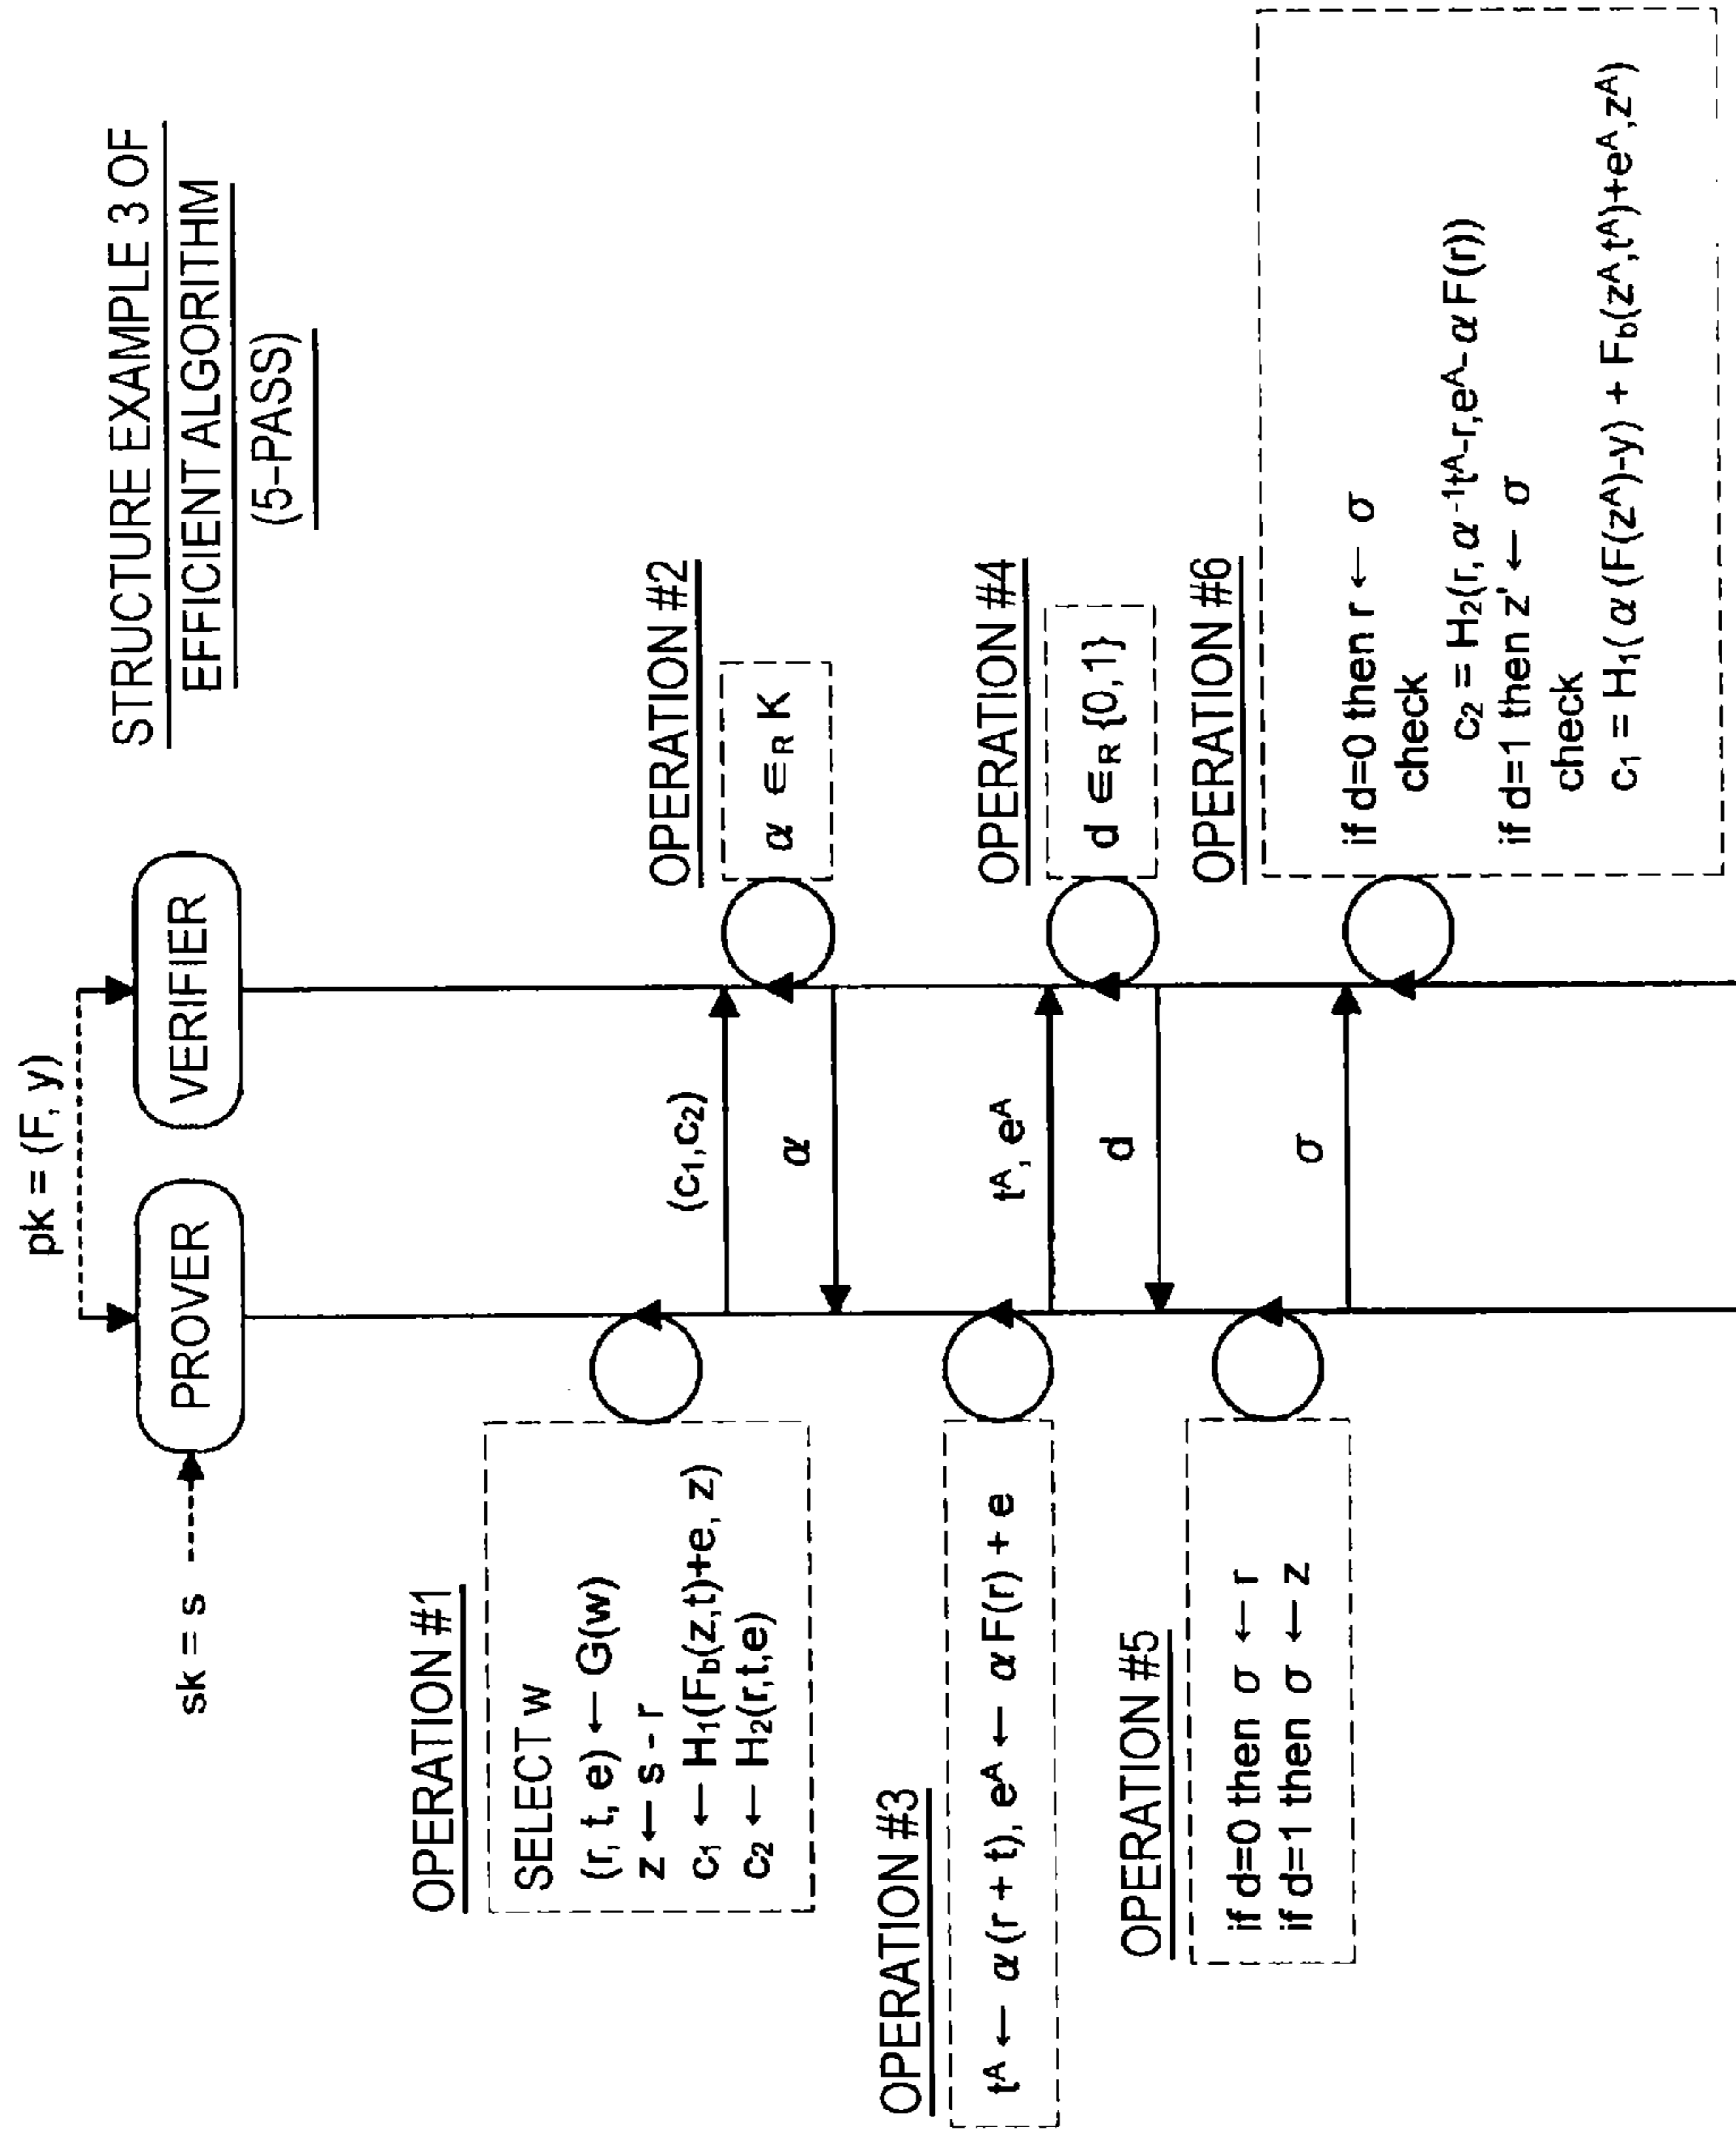 STRUCTURE EXAMPLE 3 OF
EFFICIENT ALGORITHM
(5-PASS)
pk = (F, y)
sk = s
PROVER
VERIFIER
OPERATION #1
SELECT w
(r, t, e) ← G(w)
z ← s - r
c₁ ← H₁(F_b(z,t)+e, z)
c₂ ← H₂(r,t,e)
(c₁,c₂)
OPERATION #2
α ∈_R K
α
OPERATION #3
t^A ← α(r + t), e^A ← αF(r) + e
t^A, e^A
OPERATION #4
d ∈_R {0,1}
d
OPERATION #5
if d=0 then σ ← r
if d=1 then σ ← z
σ
OPERATION #6
if d=0 then r ← σ
check
c₂ = H₂(r, α⁻¹t^A-r,e^A-αF(r))
if d=1 then z' ← σ
check
c₁ = H₁(α(F(z^A)-y) + F_b(z^A,t^A)+e^A,z^A)